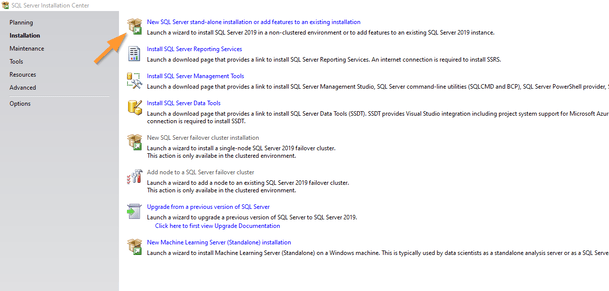 SQL Server Installation Center
Planning
Installation
Maintenance
Tools
Resources
Advanced
Options
New SQL Server stand-alone installation or add features to an existing installation
Launch a wizard to install SQL Server 2019 in a non-clustered environment or to add features to an existing SQL Server 2019 instance.
Install SQL Server Reporting Services
Launch a download page that provides a link to install SQL Server Reporting Services. An internet connection is required to install SSRS.
Install SQL Server Management Tools
Launch a download page that provides a link to install SQL Server Management Studio, SQL Server command-line utilities (SQLCMD and BCP), SQL Server PowerShell provider, S
Install SQL Server Data Tools
Launch a download page that provides a link to install SQL Server Data Tools (SSDT). SSDT provides Visual Studio integration including project system support for Microsoft Azur
connection is required to install SSDT.
New SQL Server failover cluster installation
Launch a wizard to install a single-node SQL Server 2019 failover cluster.
This action is only availabe in the clustered environment.
Add node to a SQL Server failover cluster
Launch a wizard to add a node to an existing SQL Server 2019 failover cluster.
This action is only availabe in the clustered environment.
Upgrade from a previous version of SQL Server
Launch a wizard to upgrade a previous version of SQL Server to SQL Server 2019.
Click here to first view Upgrade Documentation
New Machine Learning Server (Standalone) installation
Launch a wizard to install Machine Learning Server (Standalone) on a Windows machine. This is typically used by data scientists as a standalone analysis server or as a SQL Serve